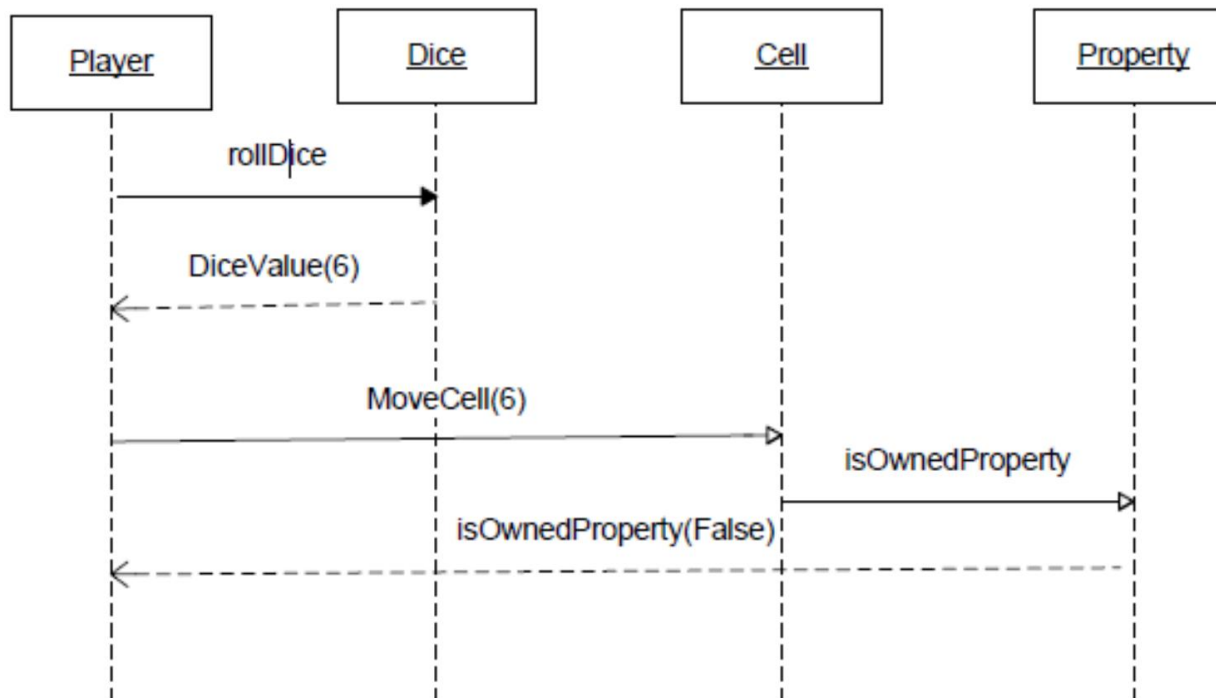 Player
Dice
Cell
Property
rollDice
DiceValue(6)
MoveCell(6)
isOwnedProperty
isOwnedProperty(False)